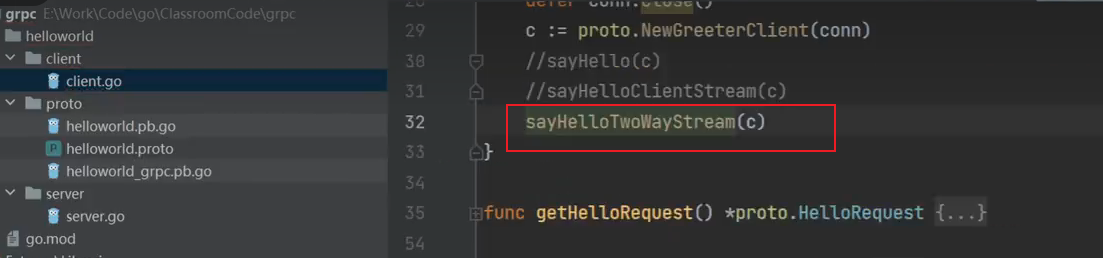 grpc E:\Work\Code\go\ClassroomCode\grpc
helloworld
client
client.go
proto
helloworld.pb.go
helloworld.proto
helloworld_grpc.pb.go
server
server.go
go.mod
28 defer conn.Close()
29 c := proto.NewGreeterClient(conn)
30 //sayHello(c)
31 //sayHelloClientStream(c)
32 sayHelloTwoWayStream(c)
33 }
34
35 func getHelloRequest() *proto.HelloRequest {...}
54